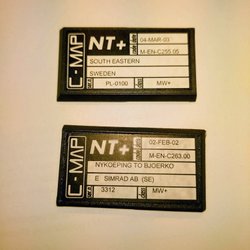 C-MAP
NT+
04-MAR-03
M-EN-C255.05
SOUTH EASTERN
SWEDEN
PL-0100
MW+
C-MAP
NT+
02-FEB-02
M-EN-C263.00
NYKOEPING TO BJOERKO
E SIMRAD AB (SE)
3312
MW+